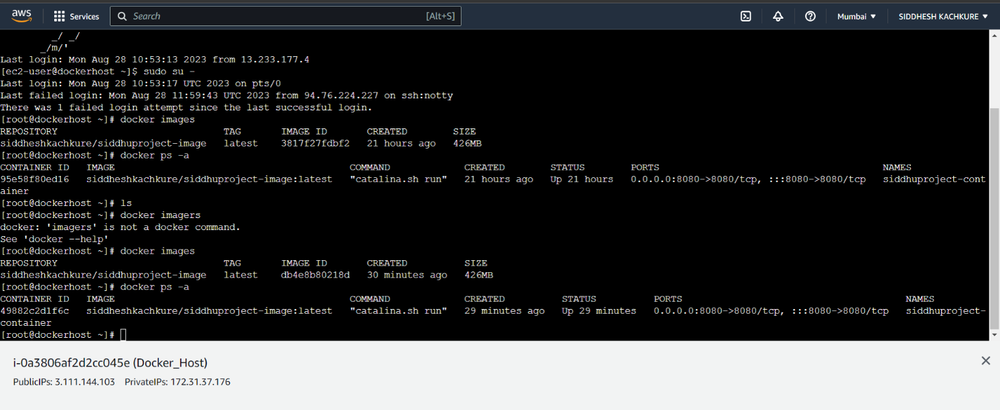 aws Services Search [Alt+S] Mumbai SIDDHESH KACHKURE
_/ _/
_/m/'
Last login: Mon Aug 28 10:53:13 2023 from 13.233.177.4
[ec2-user@dockerhost ~]$ sudo su -
Last login: Mon Aug 28 10:53:17 UTC 2023 on pts/0
Last failed login: Mon Aug 28 11:59:43 UTC 2023 from 94.76.224.227 on ssh:notty
There was 1 failed login attempt since the last successful login.
[root@dockerhost ~]# docker images
REPOSITORY TAG IMAGE ID CREATED SIZE
siddheshkachkure/siddhuproject-image latest 3817f27fdbf2 21 hours ago 426MB
[root@dockerhost ~]# docker ps -a
CONTAINER ID IMAGE COMMAND CREATED STATUS PORTS NAMES
95e58f80ed16 siddheshkachkure/siddhuproject-image:latest "catalina.sh run" 21 hours ago Up 21 hours 0.0.0.0:8080->8080/tcp, :::8080->8080/tcp siddhuproject-cont
ainer
[root@dockerhost ~]# ls
[root@dockerhost ~]# docker imagers
docker: 'imagers' is not a docker command.
See 'docker --help'
[root@dockerhost ~]# docker images
REPOSITORY TAG IMAGE ID CREATED SIZE
siddheshkachkure/siddhuproject-image latest db4e8b80218d 30 minutes ago 426MB
[root@dockerhost ~]# docker ps -a
CONTAINER ID IMAGE COMMAND CREATED STATUS PORTS NAMES
49882c2d1f6c siddheshkachkure/siddhuproject-image:latest "catalina.sh run" 29 minutes ago Up 29 minutes 0.0.0.0:8080->8080/tcp, :::8080->8080/tcp siddhuproject-
container
[root@dockerhost ~]#
i-0a3806af2d2cc045e (Docker_Host)
PublicIPs: 3.111.144.103 PrivateIPs: 172.31.37.176